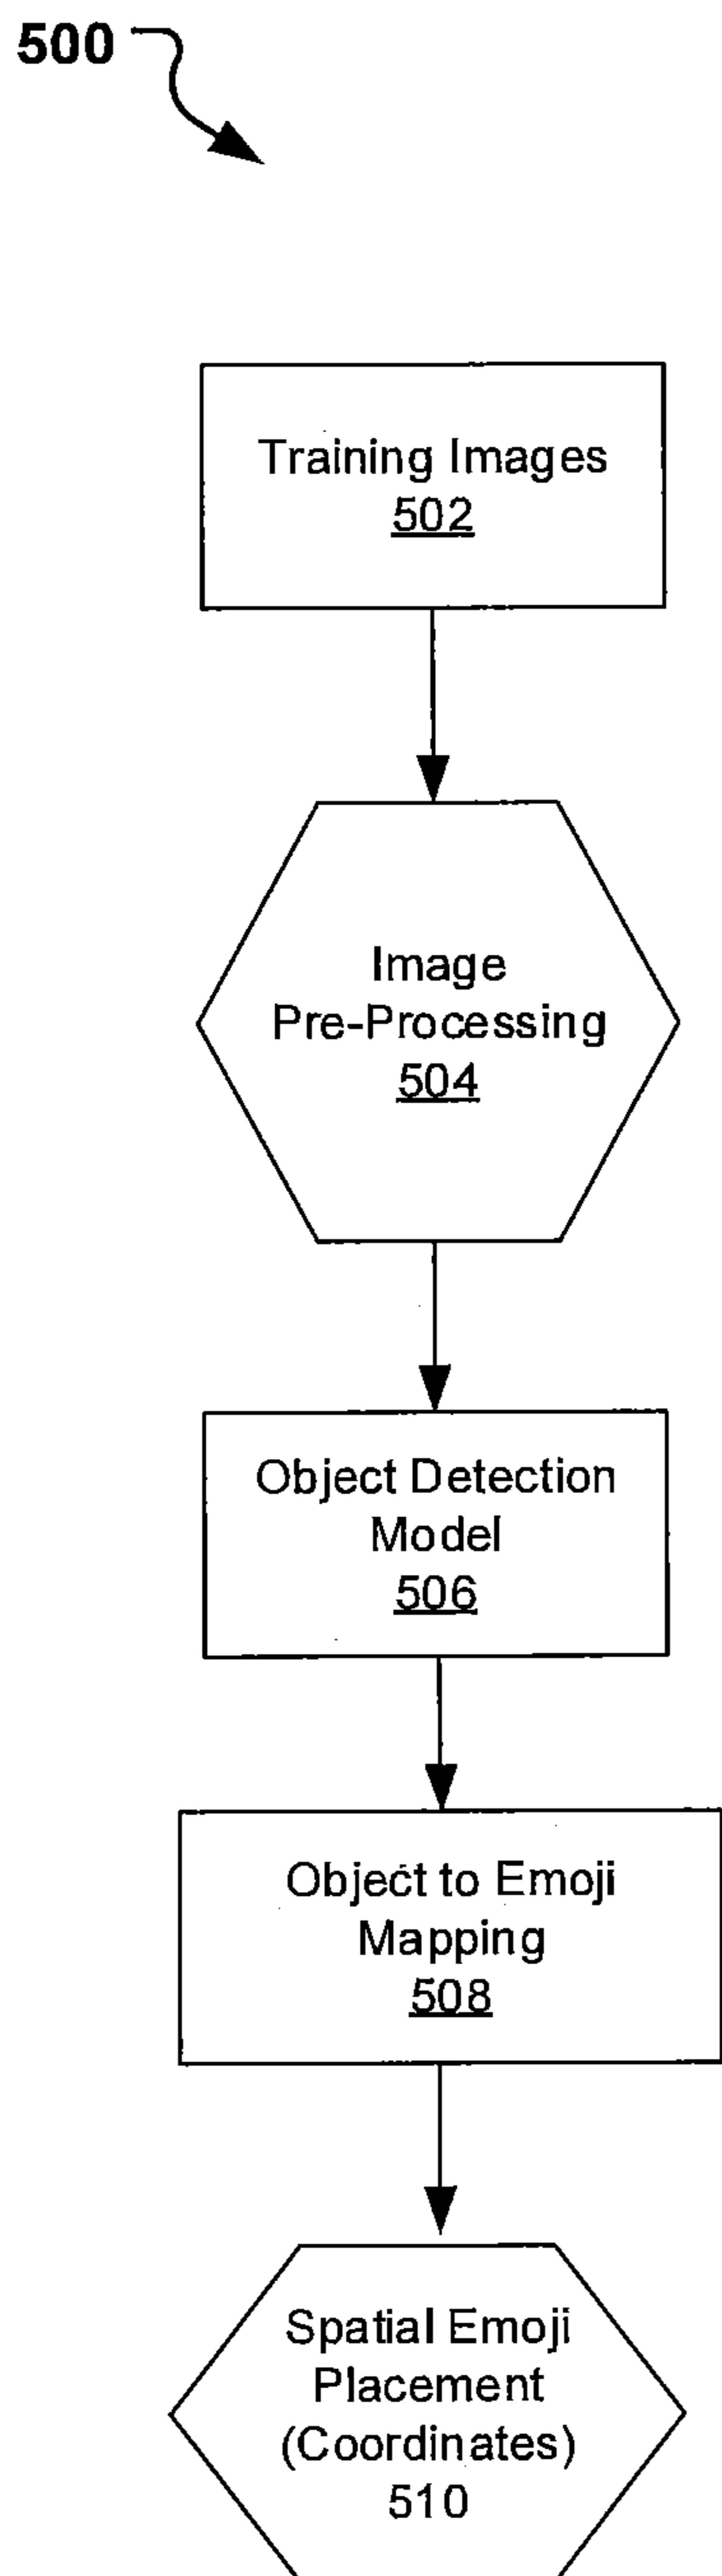 500
Training Images
502
Image
Pre-Processing
504
Object Detection
Model
506
Object to Emoji
Mapping
508
Spatial Emoji
Placement
(Coordinates)
510